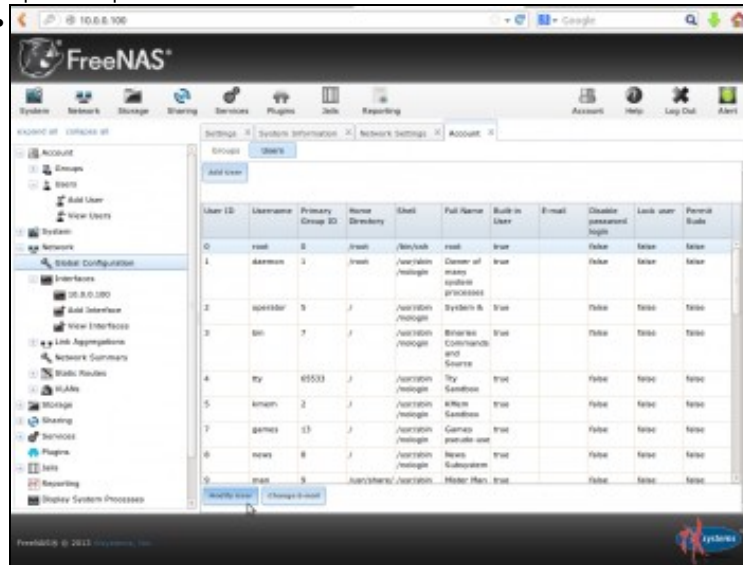 10.0.0.100
Google
FreeNAS®
System Network Storage Sharing Services Plugins Jails Reporting Account Help Log Out Alert
expand all collapse all
Settings System Information Network Settings Account
Account
Groups
Users
Add User
View Users
System
Network
Global Configuration
Interfaces
10.0.0.100
Add Interface
View Interfaces
Link Aggregations
Network Summary
Static Routes
VLANs
Storage
Sharing
Services
Plugins
Jails
Reporting
Display System Processes
Groups Users
Add User
User ID Username Primary Group ID Home Directory Shell Full Name Built-in User E-mail Disable password login Lock user Permit Sudo
0 root 0 /root /bin/csh root true false false false
1 daemon 1 /root /usr/sbin/nologin Owner of many system processes true false false false
2 operator 5 / /usr/sbin/nologin System & true false false false
3 bin 7 / /usr/sbin/nologin Binaries Commands and Source true false false false
4 tty 65533 / /usr/sbin/nologin Tty Sandbox true false false false
5 kmem 2 / /usr/sbin/nologin KMem Sandbox true false false false
7 games 13 / /usr/sbin/nologin Games pseudo-use true false false false
8 news 8 / /usr/sbin/nologin News Subsystem true false false false
9 man 9 /usr/share/ /usr/sbin Mister Man true false false false
Modify User Change E-mail
FreeNAS® © 2013 iXsystems, Inc.
systems